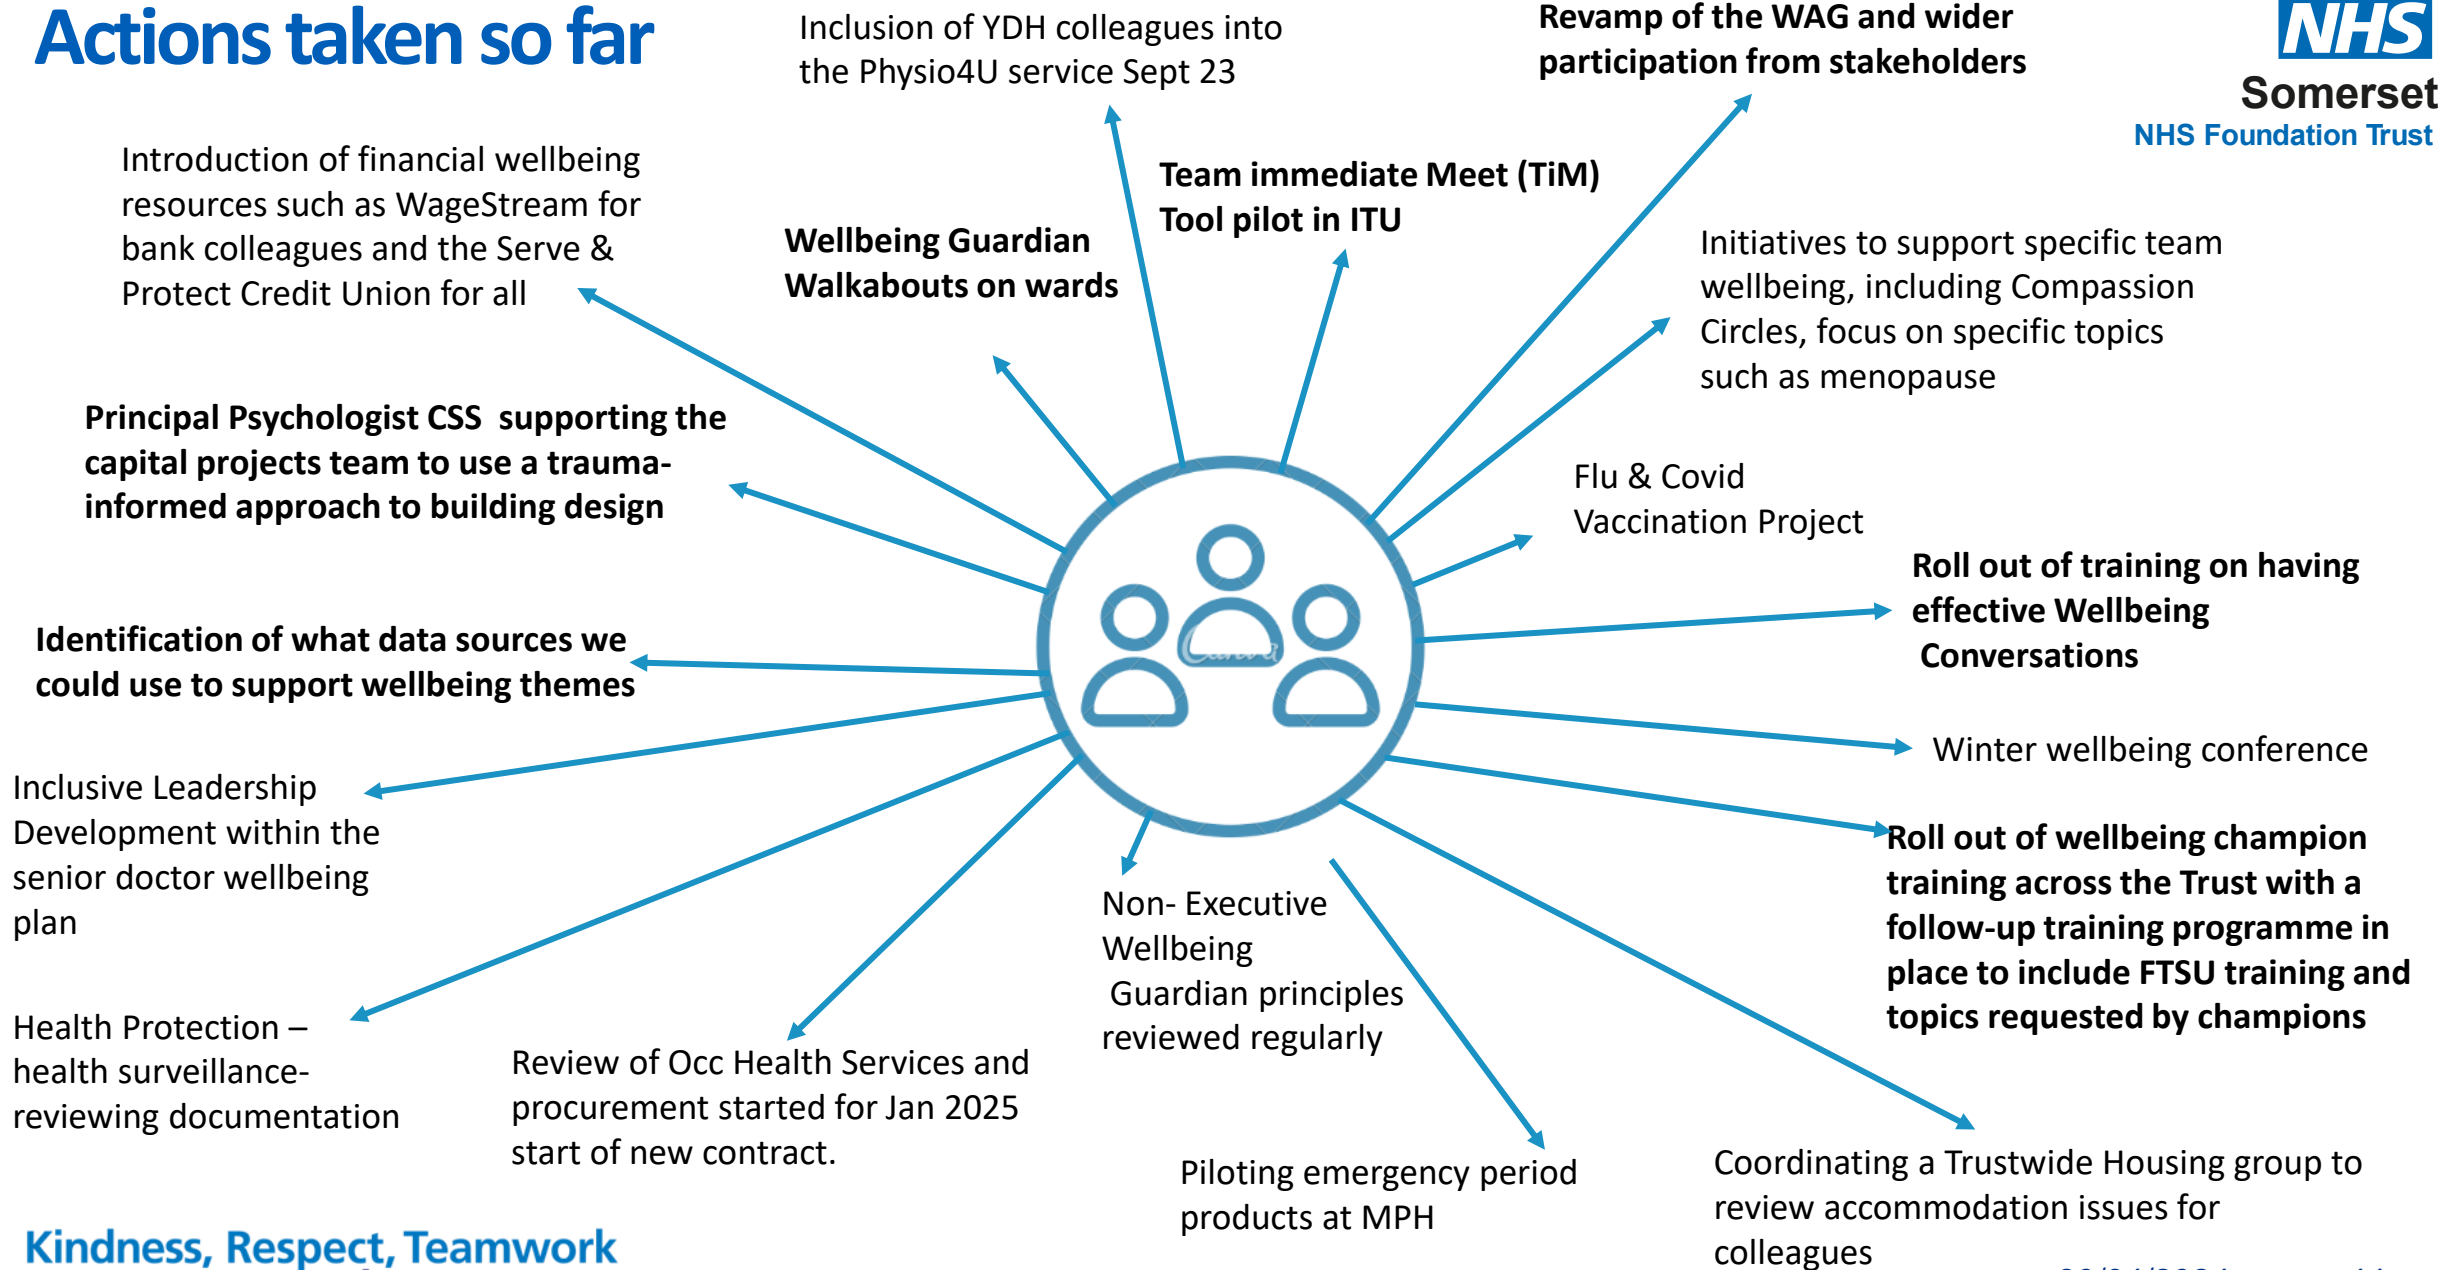 Actions taken so far
Inclusion of YDH colleagues into
the Physio4U service Sept 23
Revamp of the WAG and wider
participation from stakeholders
NHS
Somerset
NHS Foundation Trust
Introduction of financial wellbeing
resources such as WageStream for
bank colleagues and the Serve &
Protect Credit Union for all
Wellbeing Guardian
Walkabouts on wards
Team immediate Meet (TiM)
Tool pilot in ITU
Initiatives to support specific team
wellbeing, including Compassion
Circles, focus on specific topics
such as menopause
Principal Psychologist CSS  supporting the
capital projects team to use a trauma-
informed approach to building design
Flu & Covid
Vaccination Project
Roll out of training on having
effective Wellbeing
Conversations
Identification of what data sources we
could use to support wellbeing themes
Canva
Winter wellbeing conference
Inclusive Leadership
Development within the
senior doctor wellbeing
plan
Roll out of wellbeing champion
training across the Trust with a
follow-up training programme in
place to include FTSU training and
topics requested by champions
Non- Executive
Wellbeing
Guardian principles
reviewed regularly
Health Protection –
health surveillance-
reviewing documentation
Review of Occ Health Services and
procurement started for Jan 2025
start of new contract.
Piloting emergency period
products at MPH
Coordinating a Trustwide Housing group to
review accommodation issues for
colleagues
Kindness, Respect, Teamwork